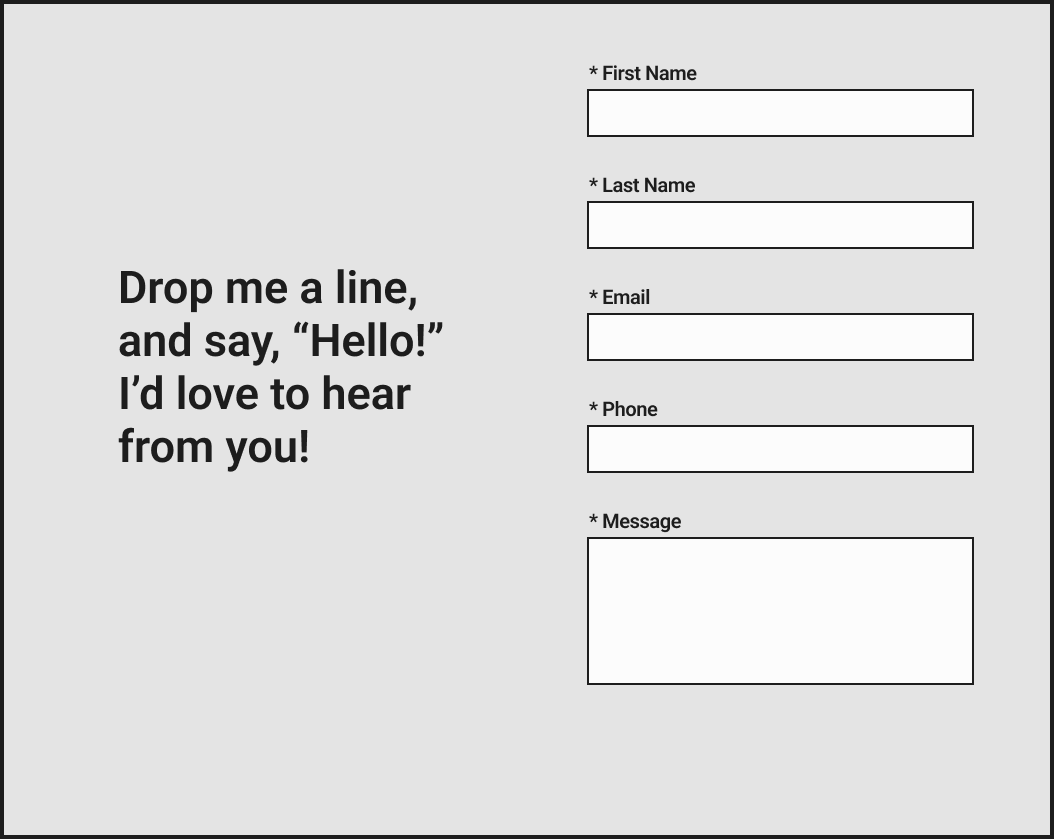 Drop me a line,
and say, “Hello!”
I’d love to hear
from you!
* First Name
* Last Name
* Email
* Phone
* Message